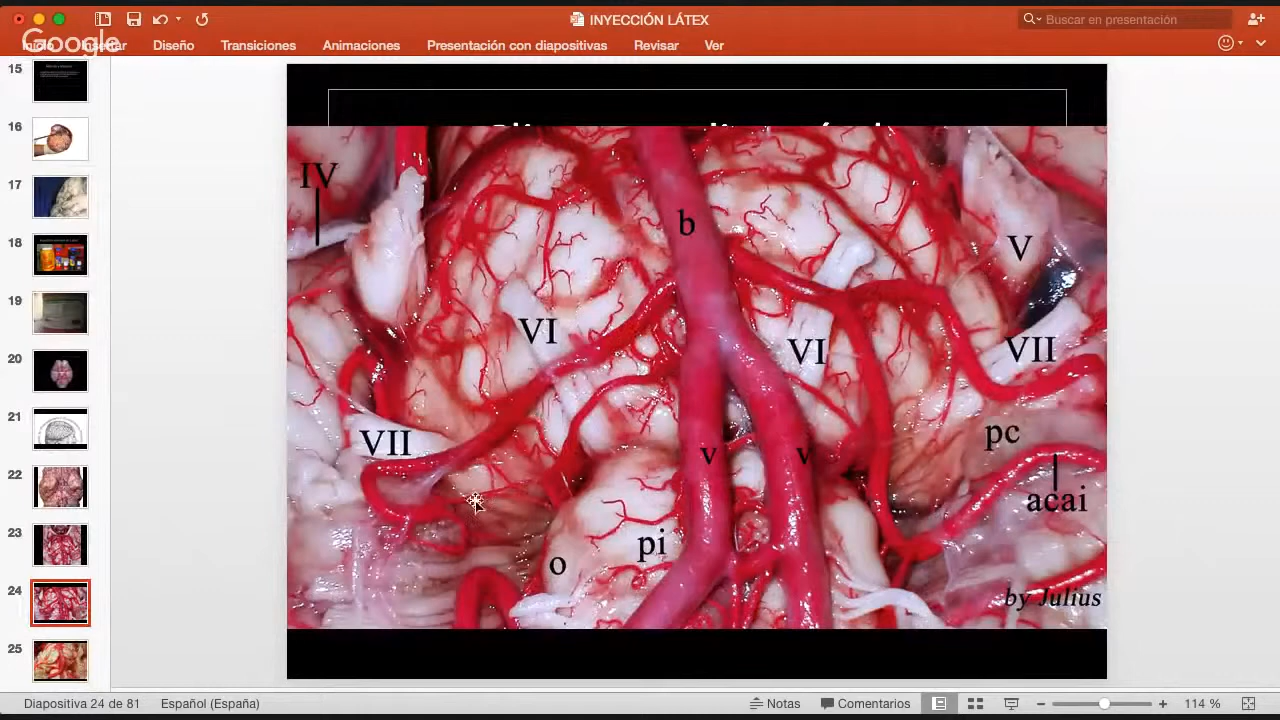 INYECCIÓN LÁTEX
Buscar en presentación
Google
Inicio Insertar Diseño Transiciones Animaciones Presentación con diapositivas Revisar Ver
15
16
17
18
19
20
21
22
23
24
25
IV
b
V
VI
VI
VII
VII
pc
v
v
acai
pi
o
by Julius
Diapositiva 24 de 81 Español (España)
Notas Comentarios 114 %